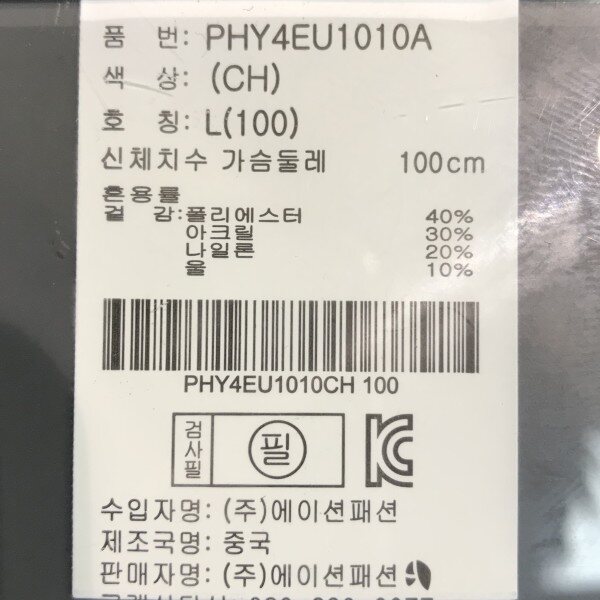 품 번: PHY4EU1010A
색 상: (CH)
호 칭: L(100)
신체치수 가슴둘레 100cm
혼용률
겉 감:폴리에스터 40%
아크릴 30%
나일론 20%
울 10%
PHY4EU1010CH 100
검사필 필 KC
수입자명: (주)에이션패션
제조국명: 중국
판매자명: (주)에이션패션